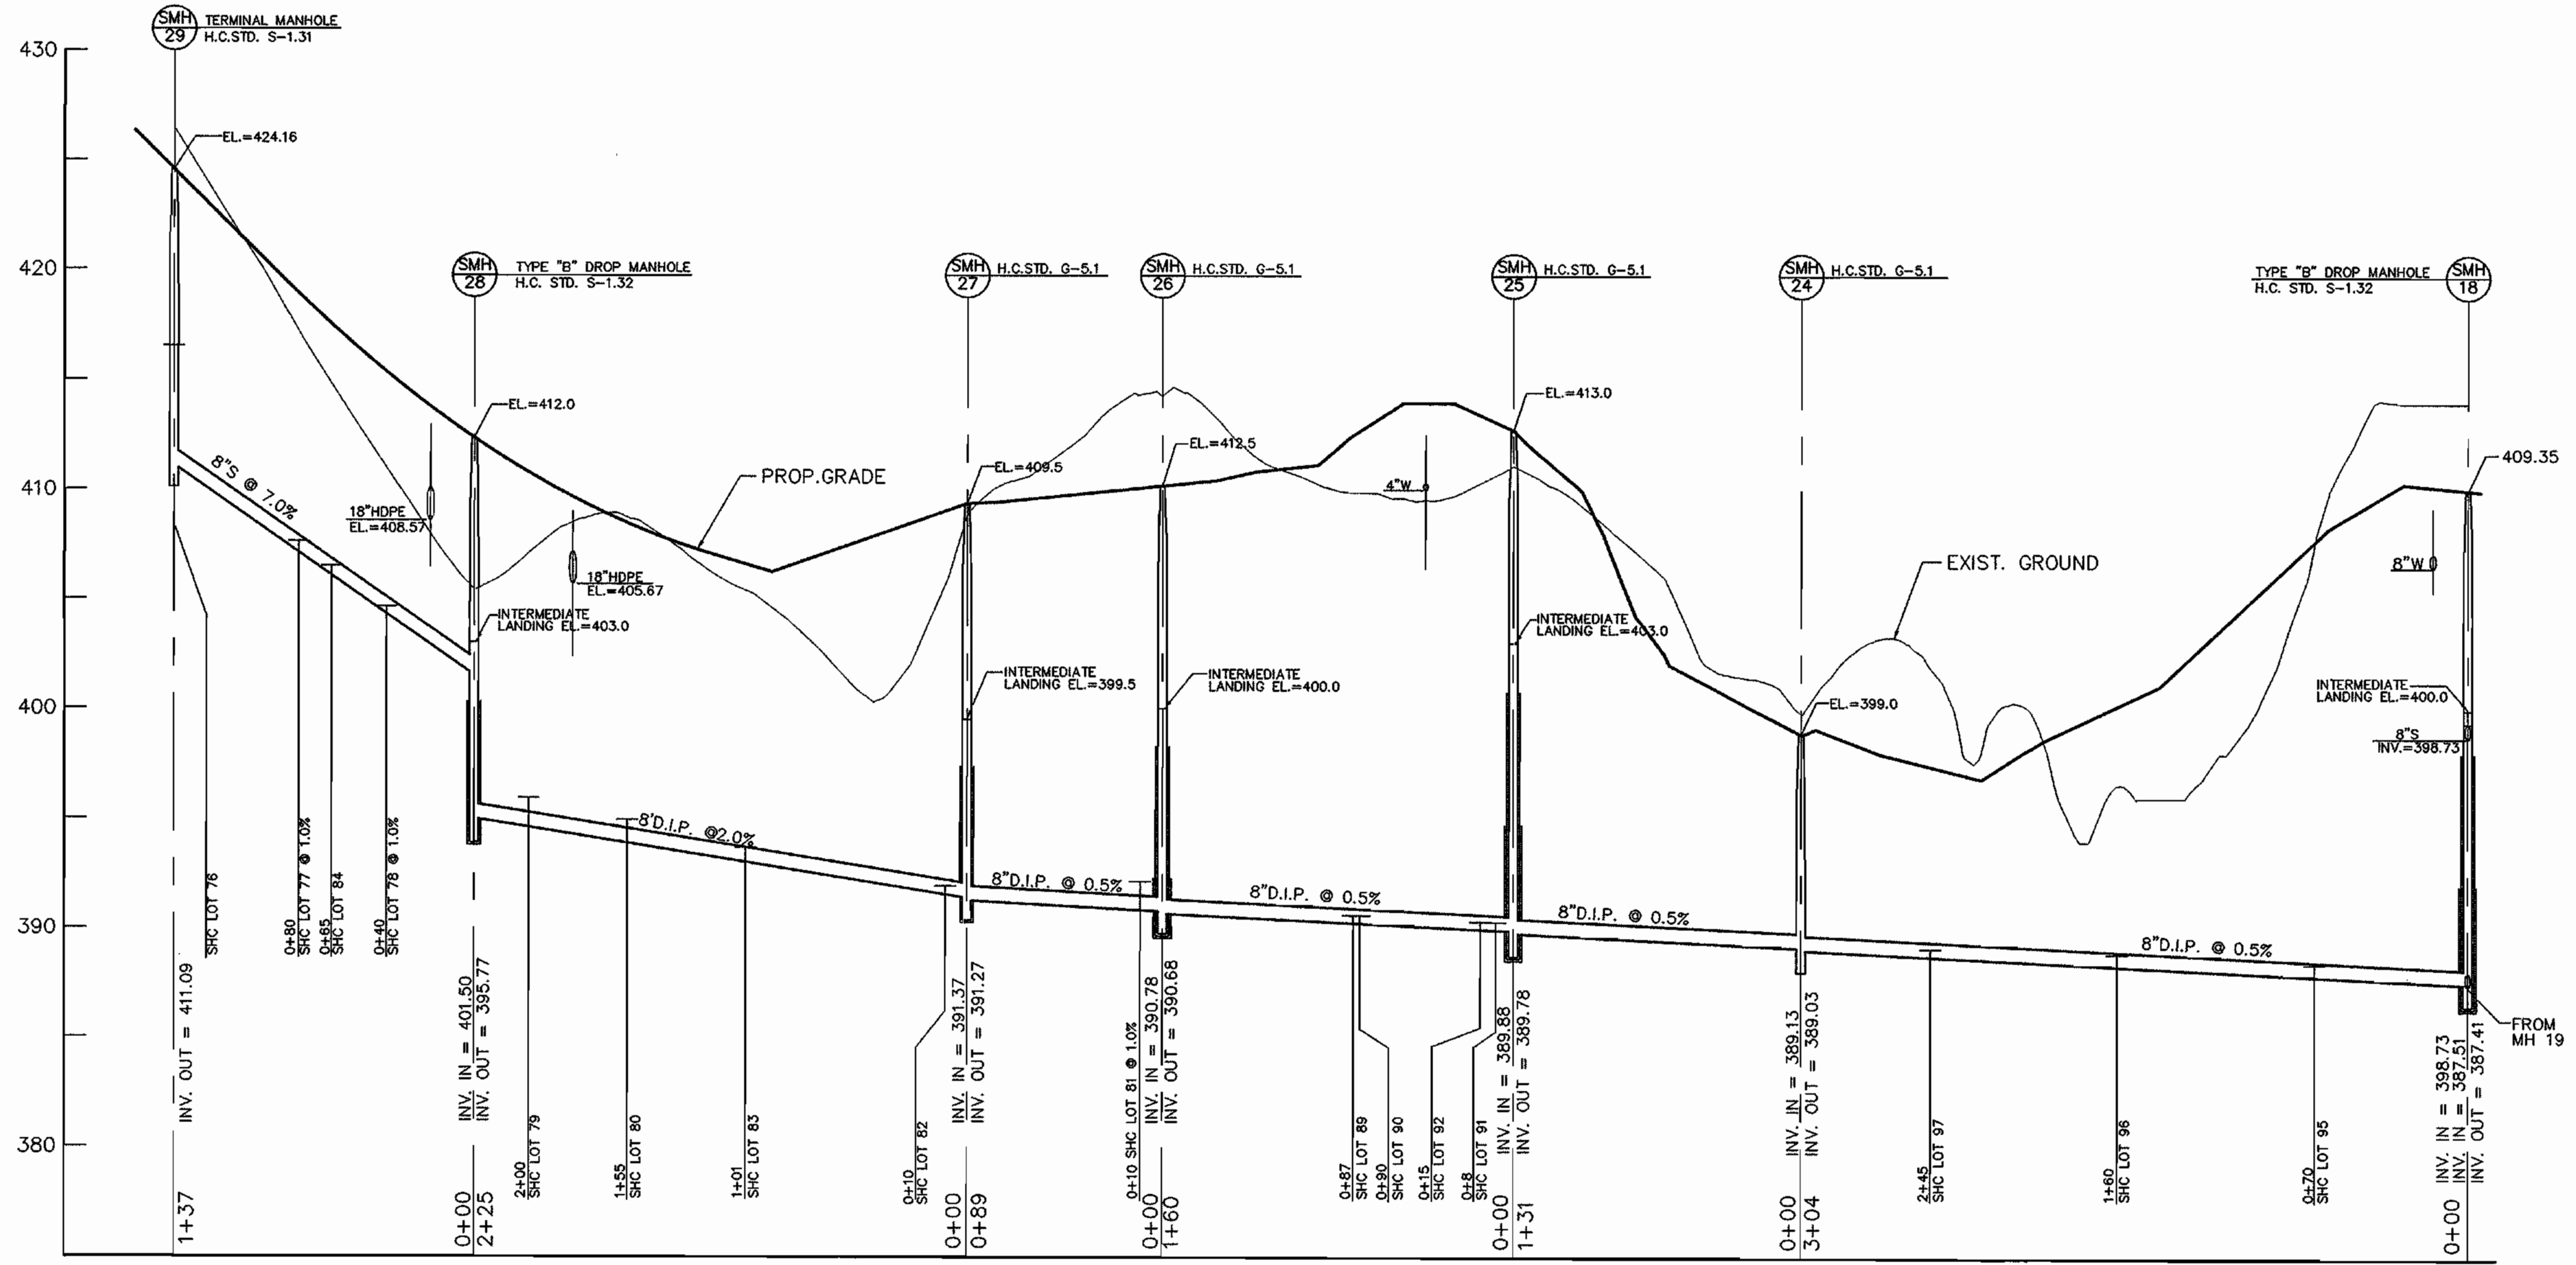 SMH
29
TERMINAL MANHOLE
H.C.STD. S-1.31
430
EL.=424.16
420
SMH
28
TYPE "B" DROP MANHOLE
H.C. STD. S-1.32
SMH
27
H.C.STD. G-5.1
SMH
26
H.C.STD. G-5.1
SMH
25
H.C.STD. G-5.1
SMH
24
H.C.STD. G-5.1
TYPE "B" DROP MANHOLE
H.C. STD. S-1.32
SMH
18
EL.=412.0
EL.=412.5
EL.=413.0
409.35
410
8"S @ 7.0%
18"HDPE
EL.=408.57
PROP.GRADE
EL.=409.5
4"W
18"HDPE
EL.=405.67
EXIST. GROUND
8"W
INTERMEDIATE
LANDING EL.=403.0
INTERMEDIATE
LANDING EL.=403.0
INTERMEDIATE
LANDING EL.=399.5
INTERMEDIATE
LANDING EL.=400.0
INTERMEDIATE
LANDING EL.=400.0
400
EL.=399.0
8"S
INV.=398.73
8'D.I.P. @2.0%
8"D.I.P. @ 0.5%
8"D.I.P. @ 0.5%
8"D.I.P. @ 0.5%
8"D.I.P. @ 0.5%
390
380
FROM
MH 19
SHC LOT 76
0+80
SHC LOT 77 @ 1.0%
0+65
SHC LOT 84
0+40
SHC LOT 78 @ 1.0%
INV. OUT = 411.09
1+37
INV. IN = 401.50
INV. OUT = 395.77
0+00
2+25
2+00
SHC LOT 79
1+55
SHC LOT 80
1+01
SHC LOT 83
0+10
SHC LOT 82
INV. IN = 391.37
INV. OUT = 391.27
0+00
0+89
0+10 SHC LOT 81 @ 1.0%
INV. IN = 390.78
INV. OUT = 390.68
0+00
1+60
0+87
SHC LOT 89
0+90
SHC LOT 90
0+15
SHC LOT 92
0+8
SHC LOT 91
INV. IN = 389.88
INV. OUT = 389.78
0+00
1+31
INV. IN = 389.13
INV. OUT = 389.03
0+00
3+04
2+45
SHC LOT 97
1+60
SHC LOT 96
0+70
SHC LOT 95
INV. IN = 398.73
INV. IN = 387.51
INV. OUT = 387.41
0+00